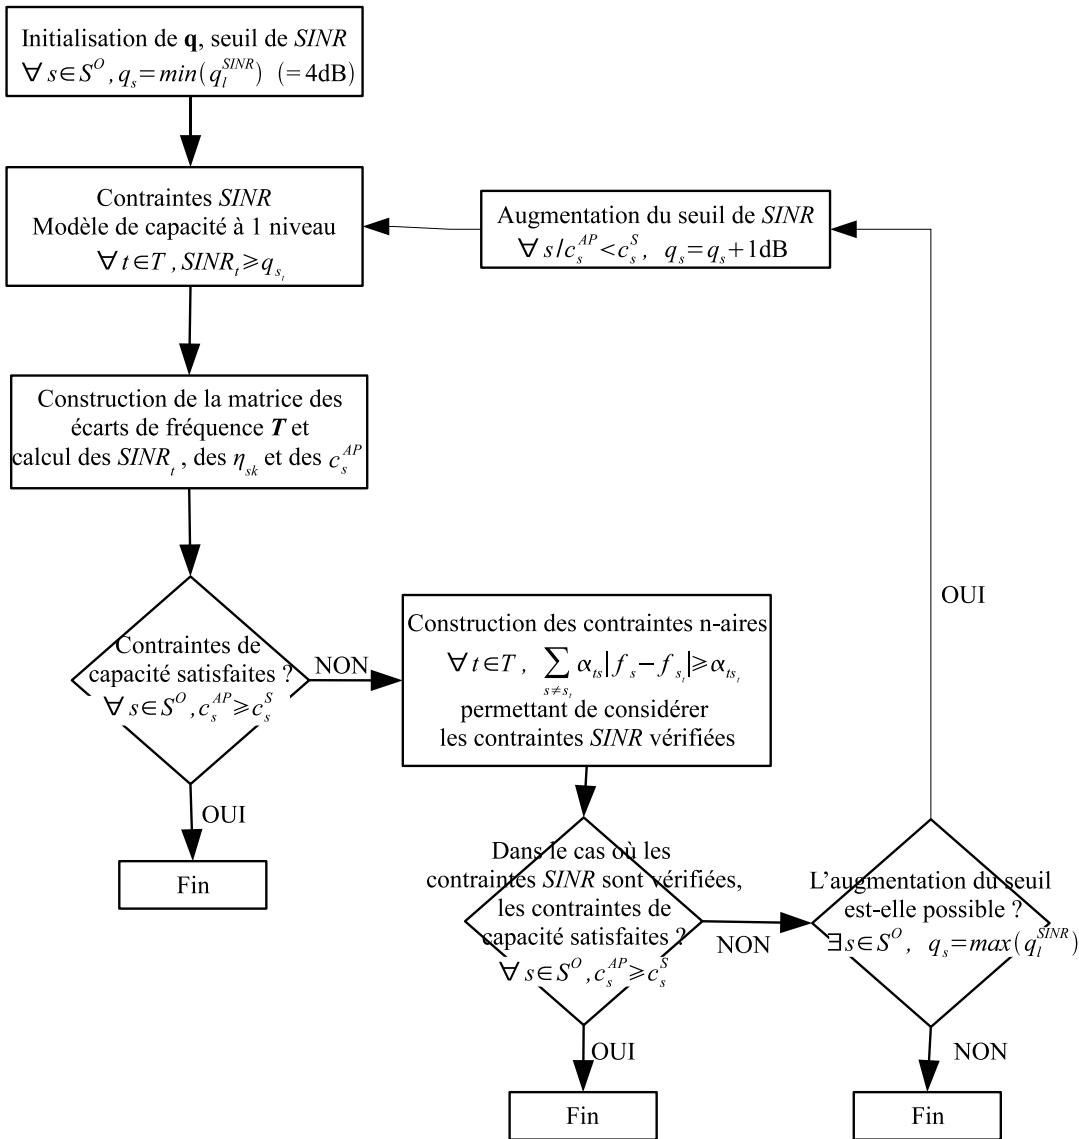 Initialisation de q, seuil de SINR
∀ s∈S^O, q_s=min(q_l^{SINR}) (=4dB)
Contraintes SINR
Modèle de capacité à 1 niveau
∀ t∈T, SINR_t⩾q_{s_t}
Augmentation du seuil de SINR
∀ s/c_s^{AP}<c_s^S, q_s=q_s+1dB
Construction de la matrice des
écarts de fréquence T et
calcul des SINR_t, des η_{sk} et des c_s^{AP}
Contraintes de
capacité satisfaites ?
∀ s∈S^O, c_s^{AP}⩾c_s^S
NON
OUI
Fin
Construction des contraintes n-aires
∀ t∈T, ∑_{s≠s_t} α_{ts}|f_s−f_{s_t}|⩾α_{ts_t}
permettant de considérer
les contraintes SINR vérifiées
OUI
Dans le cas où les
contraintes SINR sont vérifiées,
les contraintes de
capacité satisfaites ?
∀ s∈S^O, c_s^{AP}⩾c_s^S
NON
OUI
Fin
L'augmentation du seuil
est-elle possible ?
∃ s∈S^O, q_s=max(q_l^{SINR})
NON
Fin